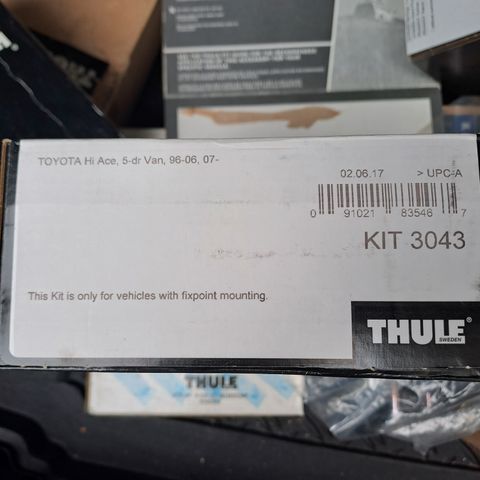 TOYOTA Hi Ace, 5-dr Van, 96-06, 07-
02.06.17 > UPC-A
0 91021 83546 7
KIT 3043
This Kit is only for vehicles with fixpoint mounting.
THULE®
SWEDEN
THULE